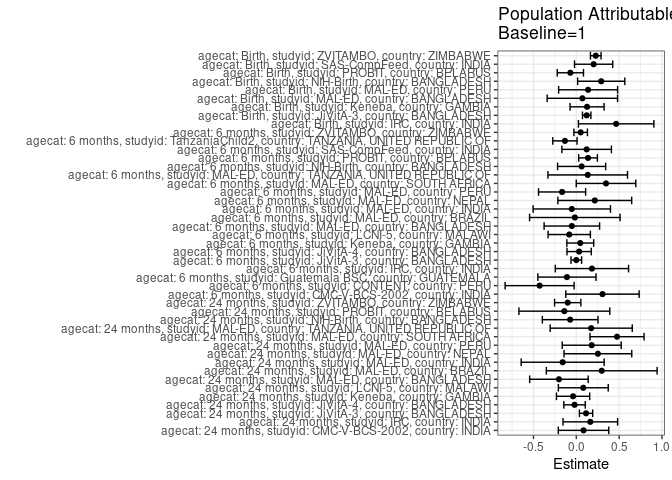 Population Attributable
Baseline=1
agecat: Birth, studyid: ZVITAMBO, country: ZIMBABWE
agecat: Birth, studyid: SAS-CompFeed, country: INDIA
agecat: Birth, studyid: PROBIT, country: BELARUS
agecat: Birth, studyid: NIH-Birth, country: BANGLADESH
agecat: Birth, studyid: MAL-ED, country: PERU
agecat: Birth, studyid: MAL-ED, country: BANGLADESH
agecat: Birth, studyid: Keneba, country: GAMBIA
agecat: Birth, studyid: JiVitA-3, country: BANGLADESH
agecat: Birth, studyid: IRC, country: INDIA
agecat: 6 months, studyid: ZVITAMBO, country: ZIMBABWE
agecat: 6 months, studyid: TanzaniaChild2, country: TANZANIA, UNITED REPUBLIC OF
agecat: 6 months, studyid: SAS-CompFeed, country: INDIA
agecat: 6 months, studyid: PROBIT, country: BELARUS
agecat: 6 months, studyid: NIH-Birth, country: BANGLADESH
agecat: 6 months, studyid: MAL-ED, country: TANZANIA, UNITED REPUBLIC OF
agecat: 6 months, studyid: MAL-ED, country: SOUTH AFRICA
agecat: 6 months, studyid: MAL-ED, country: PERU
agecat: 6 months, studyid: MAL-ED, country: NEPAL
agecat: 6 months, studyid: MAL-ED, country: INDIA
agecat: 6 months, studyid: MAL-ED, country: BRAZIL
agecat: 6 months, studyid: MAL-ED, country: BANGLADESH
agecat: 6 months, studyid: LCNI-5, country: MALAWI
agecat: 6 months, studyid: Keneba, country: GAMBIA
agecat: 6 months, studyid: JiVitA-4, country: BANGLADESH
agecat: 6 months, studyid: JiVitA-3, country: BANGLADESH
agecat: 6 months, studyid: IRC, country: INDIA
agecat: 6 months, studyid: Guatemala BSC, country: GUATEMALA
agecat: 6 months, studyid: CONTENT, country: PERU
agecat: 6 months, studyid: CMC-V-BCS-2002, country: INDIA
agecat: 24 months, studyid: ZVITAMBO, country: ZIMBABWE
agecat: 24 months, studyid: PROBIT, country: BELARUS
agecat: 24 months, studyid: NIH-Birth, country: BANGLADESH
agecat: 24 months, studyid: MAL-ED, country: TANZANIA, UNITED REPUBLIC OF
agecat: 24 months, studyid: MAL-ED, country: SOUTH AFRICA
agecat: 24 months, studyid: MAL-ED, country: PERU
agecat: 24 months, studyid: MAL-ED, country: NEPAL
agecat: 24 months, studyid: MAL-ED, country: INDIA
agecat: 24 months, studyid: MAL-ED, country: BRAZIL
agecat: 24 months, studyid: MAL-ED, country: BANGLADESH
agecat: 24 months, studyid: LCNI-5, country: MALAWI
agecat: 24 months, studyid: Keneba, country: GAMBIA
agecat: 24 months, studyid: JiVitA-4, country: BANGLADESH
agecat: 24 months, studyid: JiVitA-3, country: BANGLADESH
agecat: 24 months, studyid: IRC, country: INDIA
agecat: 24 months, studyid: CMC-V-BCS-2002, country: INDIA
-0.5 0.0 0.5 1.0
Estimate